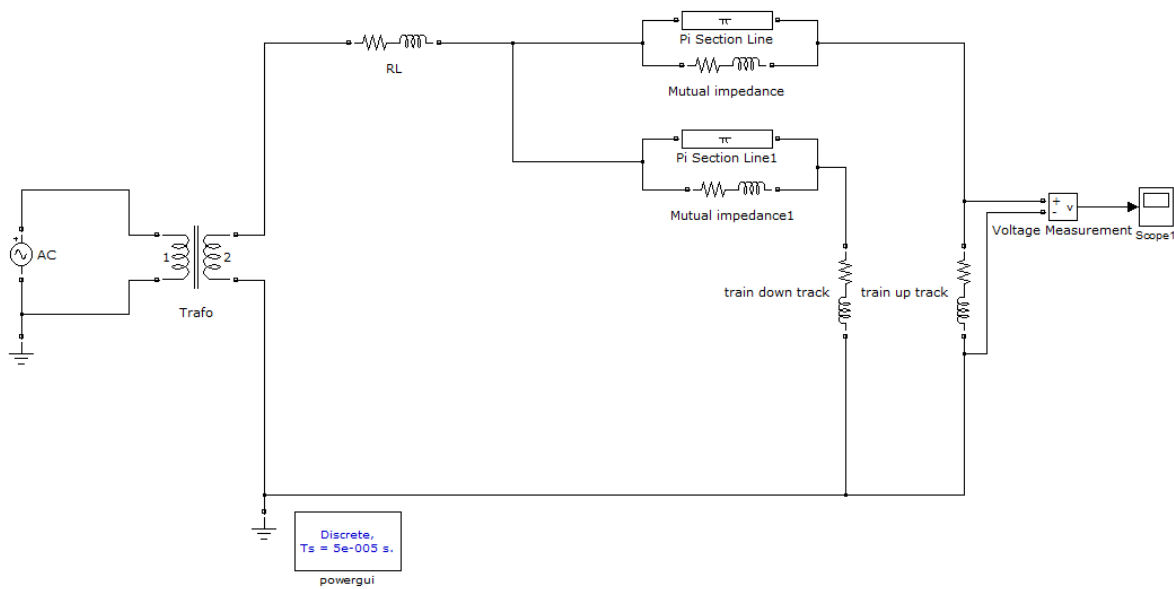 π
Pi Section Line
RL
Mutual impedance
π
Pi Section Line1
Mutual impedance1
+
AC
1
2
Trafo
+
-
v
Voltage Measurement
Scope1
train down track
train up track
Discrete,
Ts = 5e-005 s.
powergui